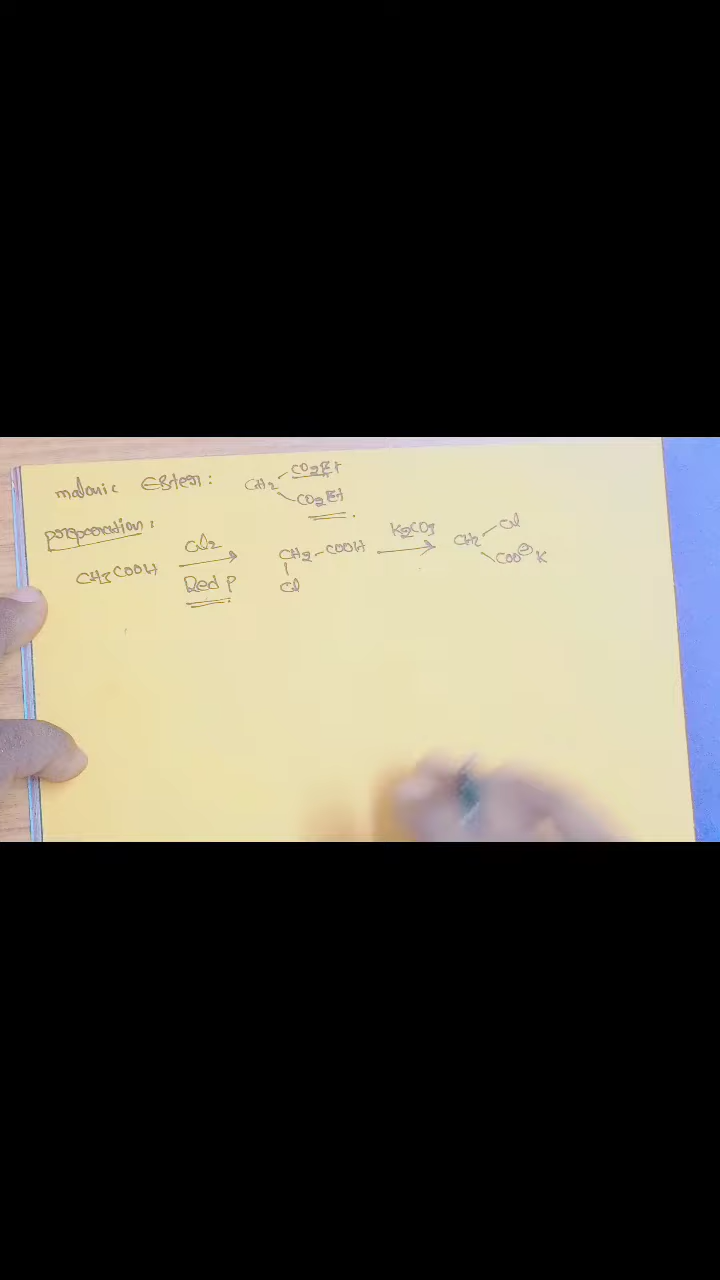 malonic Ester: CH2 CO2Et
CO2Et
preparation:
CH3COOH Cl2 Red P CH2-COOH K2CO3 CH2 Cl
Cl COO⊖K